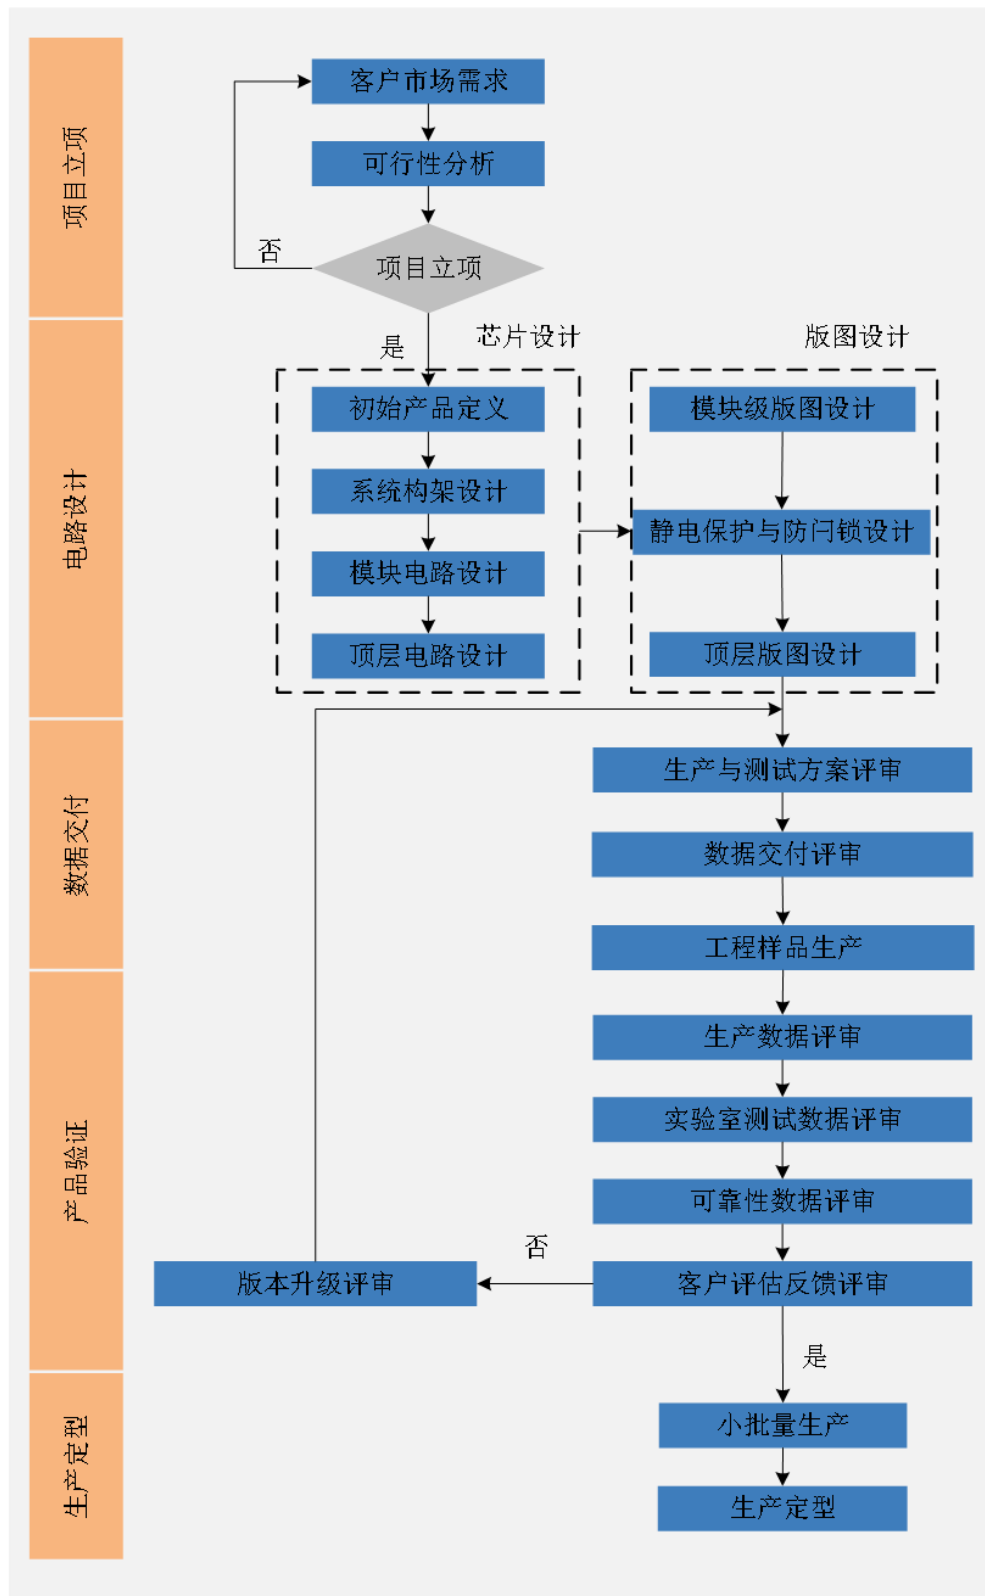 项目立项
客户市场需求
可行性分析
否
项目立项
是
芯片设计
版图设计
电路设计
初始产品定义
模块级版图设计
系统构架设计
静电保护与防闩锁设计
模块电路设计
顶层电路设计
顶层版图设计
数据交付
生产与测试方案评审
数据交付评审
工程样品生产
产品验证
生产数据评审
实验室测试数据评审
可靠性数据评审
否
版本升级评审
客户评估反馈评审
是
生产定型
小批量生产
生产定型